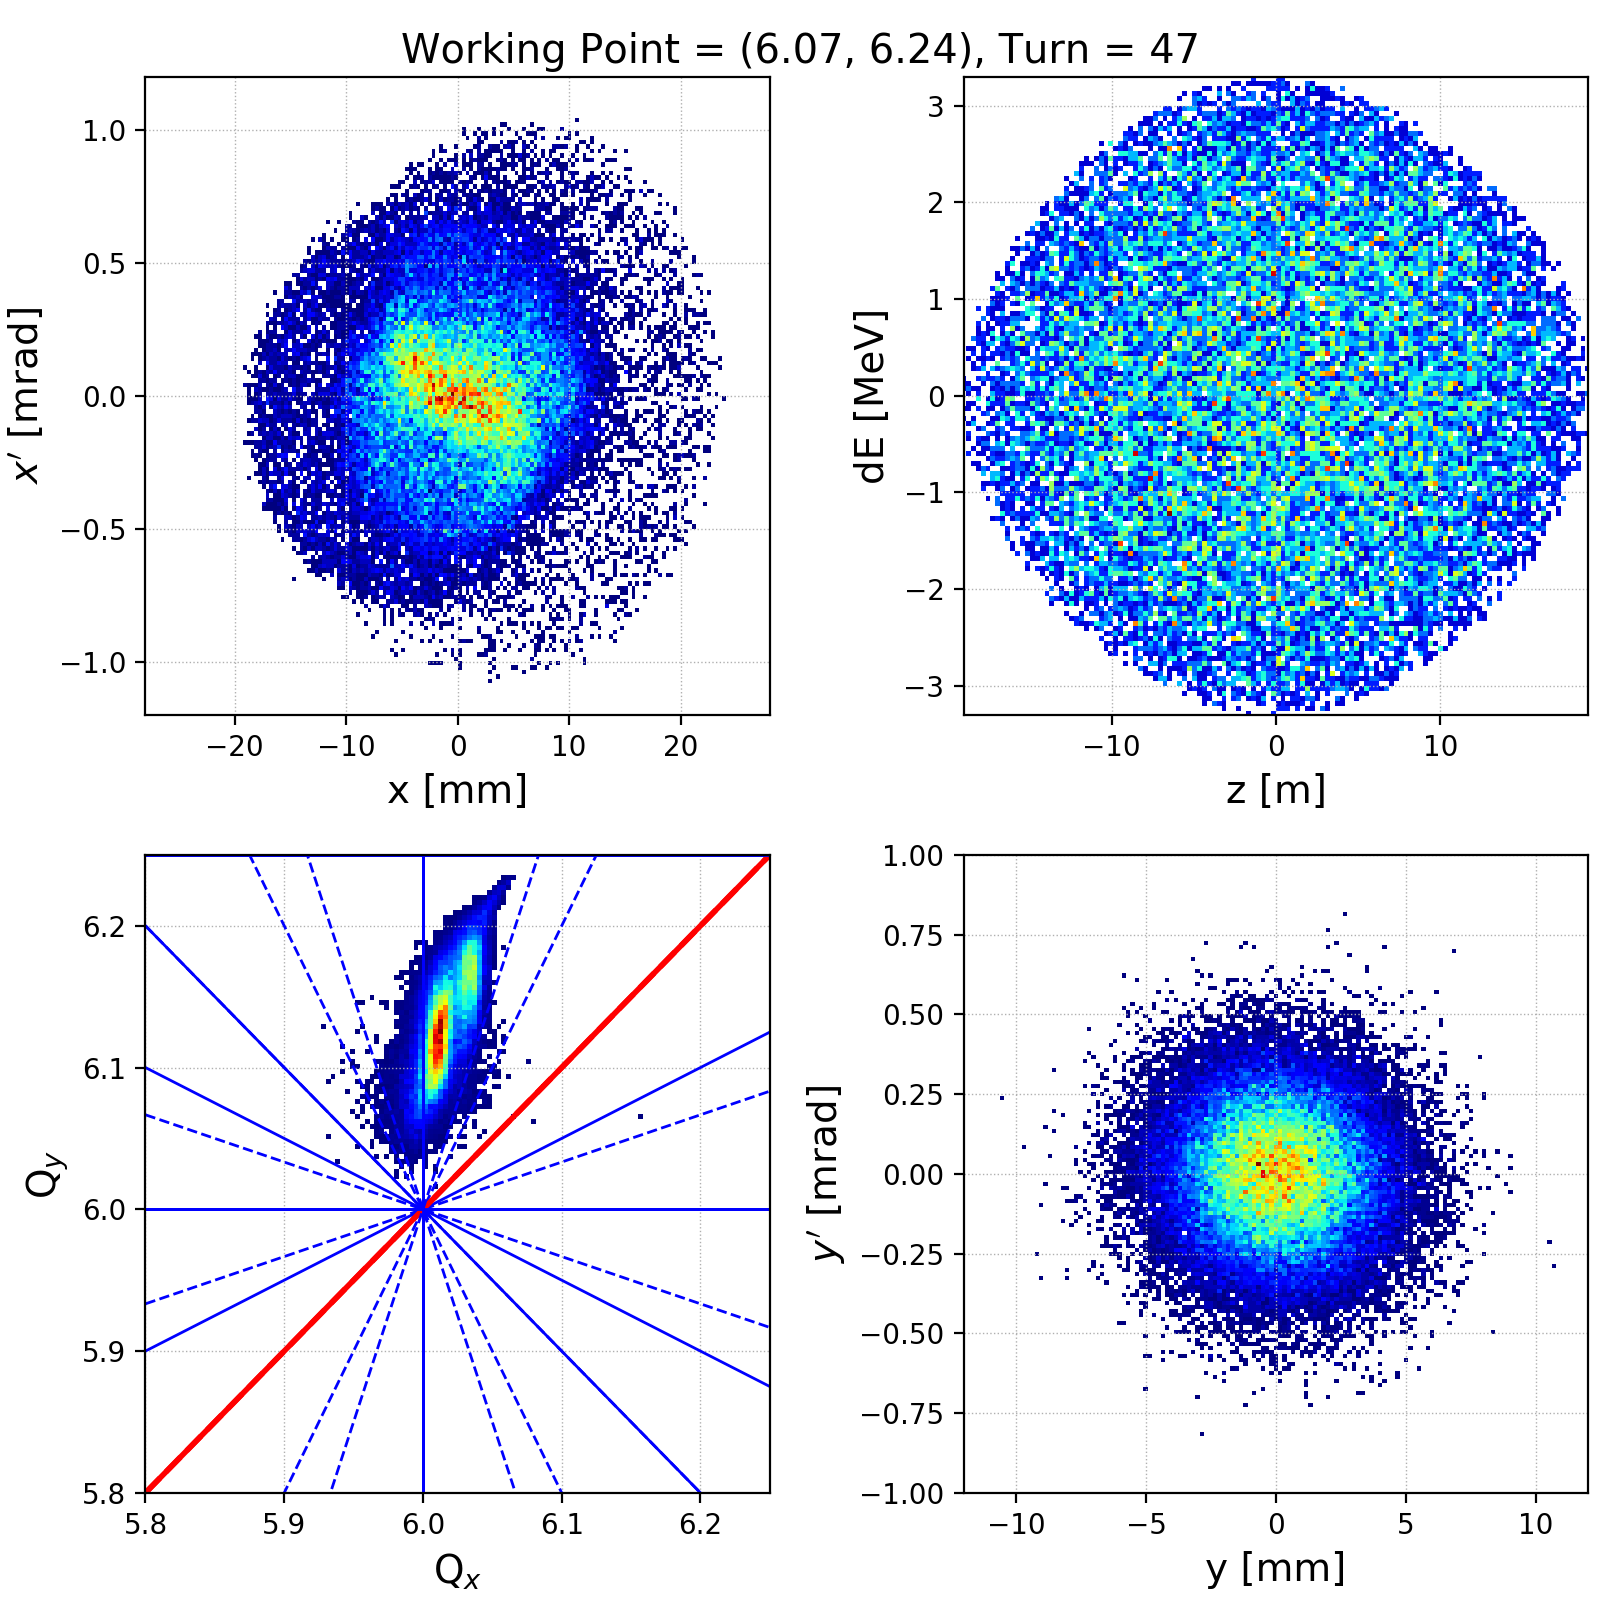 Working Point = (6.07, 6.24), Turn = 47
1.0
0.5
0.0
−0.5
−1.0
x′ [mrad]
−20 −10 0 10 20
x [mm]
3
2
1
0
−1
−2
−3
dE [MeV]
−10 0 10
z [m]
6.2
6.1
6.0
5.9
5.8
Qy
5.8 5.9 6.0 6.1 6.2
Qx
1.00
0.75
0.50
0.25
0.00
−0.25
−0.50
−0.75
−1.00
y′ [mrad]
−10 −5 0 5 10
y [mm]